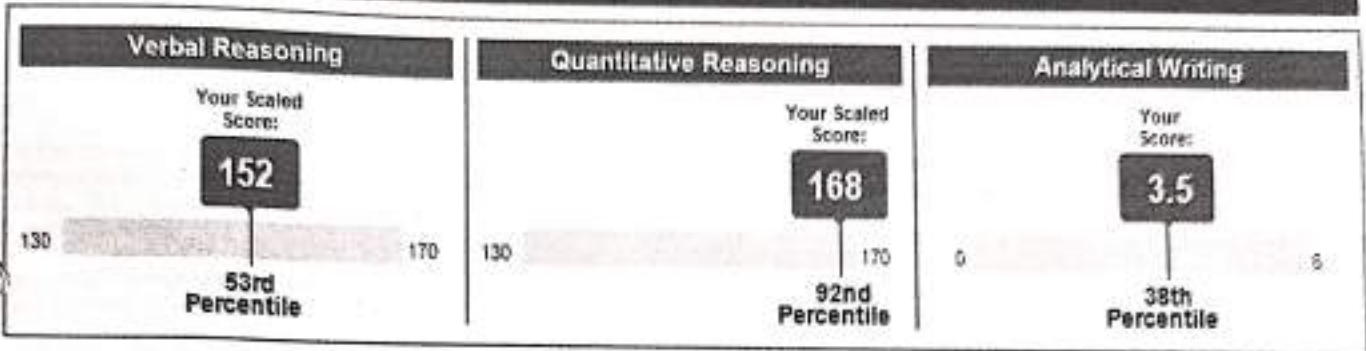 Verbal Reasoning
Your Scaled
Score:
152
130
170
53rd
Percentile
Quantitative Reasoning
Your Scaled
Score:
168
130
170
92nd
Percentile
Analytical Writing
Your
Score:
3.5
0
6
38th
Percentile